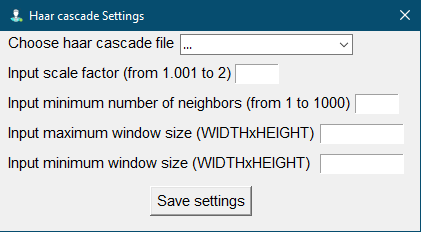 Haar cascade Settings
Choose haar cascade file ...
Input scale factor (from 1.001 to 2)
Input minimum number of neighbors (from 1 to 1000)
Input maximum window size (WIDTHxHEIGHT)
Input minimum window size (WIDTHxHEIGHT)
Save settings